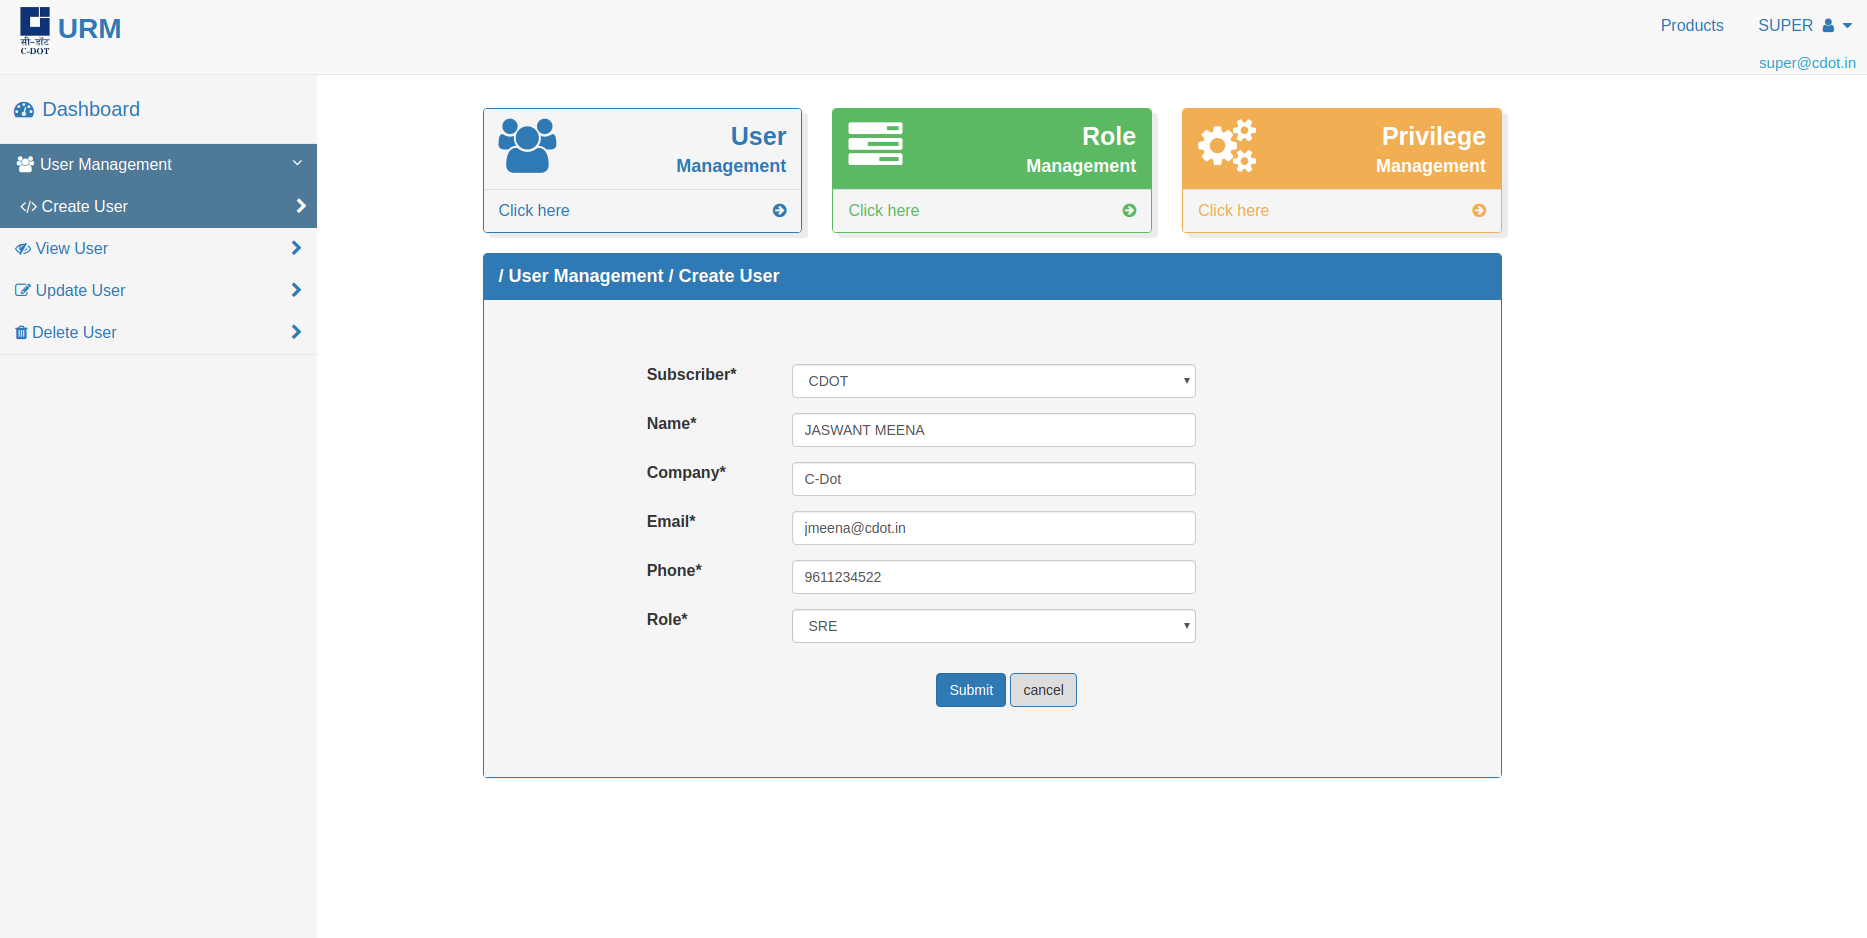 सी-डॉट
C-DOT
URM
Products
SUPER
super@cdot.in
Dashboard
User Management
Create User
View User
Update User
Delete User
User
Management
Click here
Role
Management
Click here
Privilege
Management
Click here
/ User Management / Create User
Subscriber* CDOT
Name* JASWANT MEENA
Company* C-Dot
Email* jmeena@cdot.in
Phone* 9611234522
Role* SRE
Submit cancel